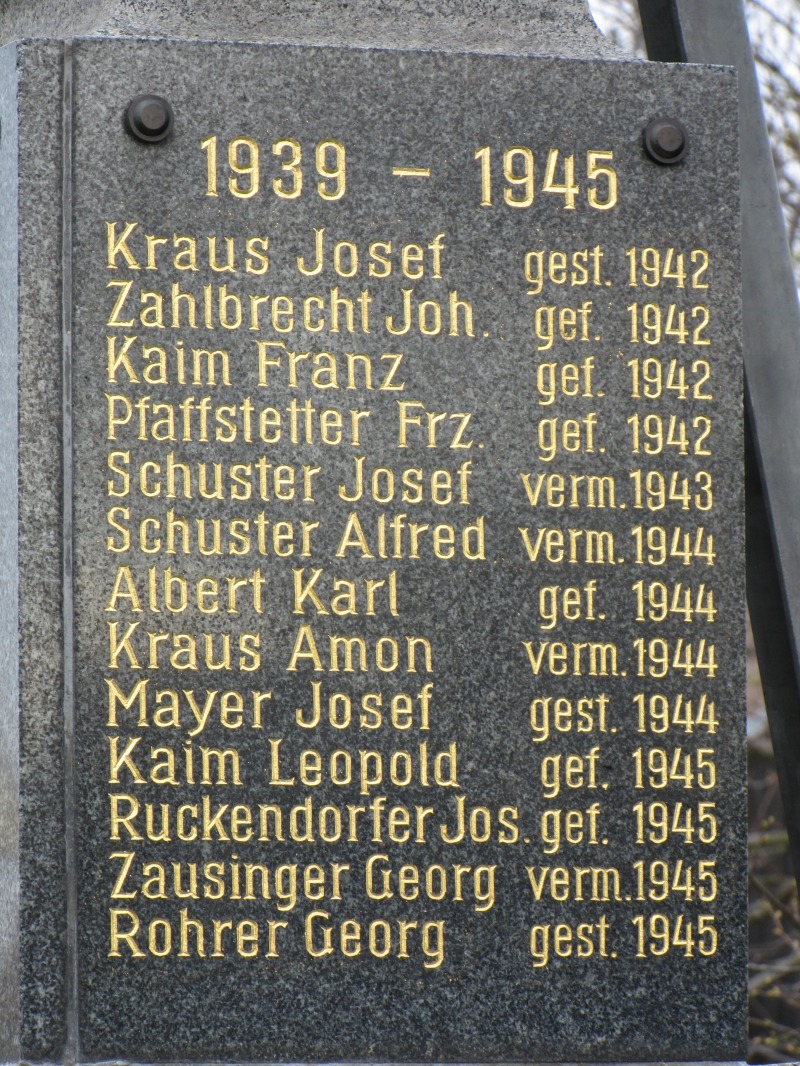 1939 – 1945
Kraus Josef gest. 1942
Zahlbrecht Joh. gef. 1942
Kaim Franz gef. 1942
Pfaffstetter Frz. gef. 1942
Schuster Josef verm. 1943
Schuster Alfred verm. 1944
Albert Karl gef. 1944
Kraus Amon verm. 1944
Mayer Josef gest. 1944
Kaim Leopold gef. 1945
Ruckendorfer Jos. gef. 1945
Zausinger Georg verm. 1945
Rohrer Georg gest. 1945